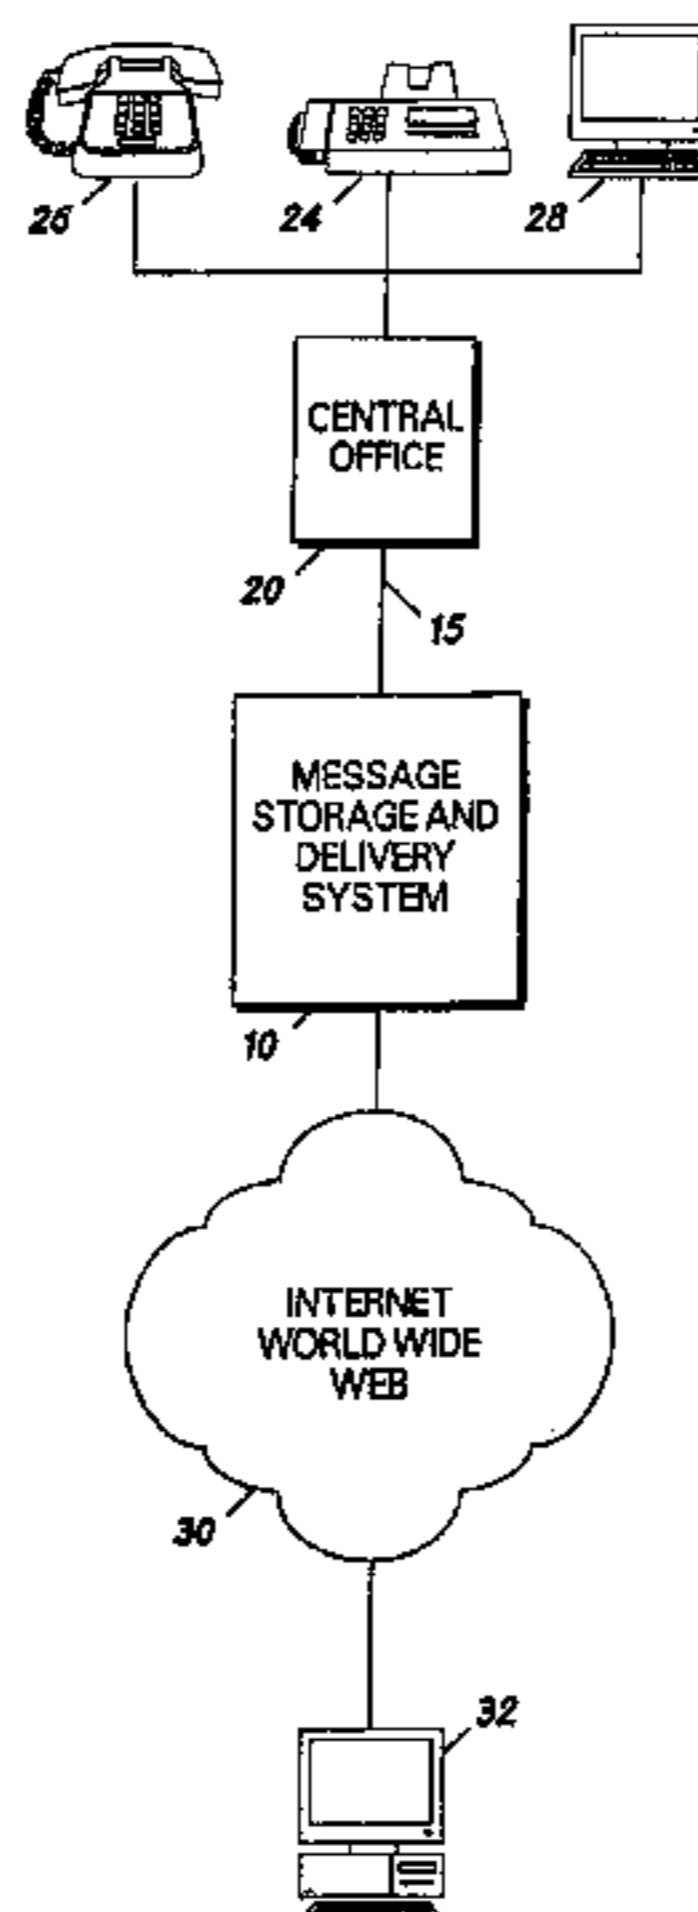 26
24
28
CENTRAL
OFFICE
20
15
MESSAGE
STORAGE AND
DELIVERY
SYSTEM
10
INTERNET
WORLD WIDE
WEB
30
32